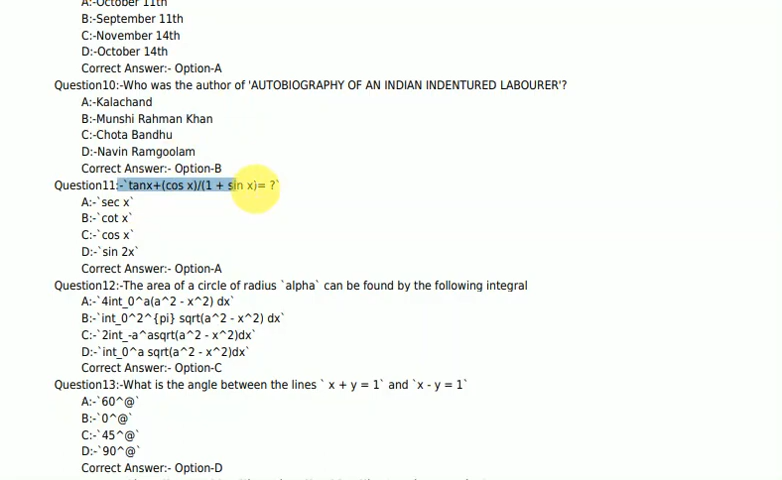 A:-October 11th
B:-September 11th
C:-November 14th
D:-October 14th
Correct Answer:- Option-A
Question10:-Who was the author of 'AUTOBIOGRAPHY OF AN INDIAN INDENTURED LABOURER'?
A:-Kalachand
B:-Munshi Rahman Khan
C:-Chota Bandhu
D:-Navin Ramgoolam
Correct Answer:- Option-B
Question11:-`tanx+(cos x)/(1 + sin x)= ?`
A:-`sec x`
B:-`cot x`
C:-`cos x`
D:-`sin 2x`
Correct Answer:- Option-A
Question12:-The area of a circle of radius `alpha` can be found by the following integral
A:-`4int_0^a(a^2 - x^2) dx`
B:-`int_0^2^{pi} sqrt(a^2 - x^2) dx`
C:-`2int_-a^asqrt(a^2 - x^2)dx`
D:-`int_0^a sqrt(a^2 - x^2)dx`
Correct Answer:- Option-C
Question13:-What is the angle between the lines ` x + y = 1` and `x - y = 1`
A:-`60^@`
B:-`0^@`
C:-`45^@`
D:-`90^@`
Correct Answer:- Option-D